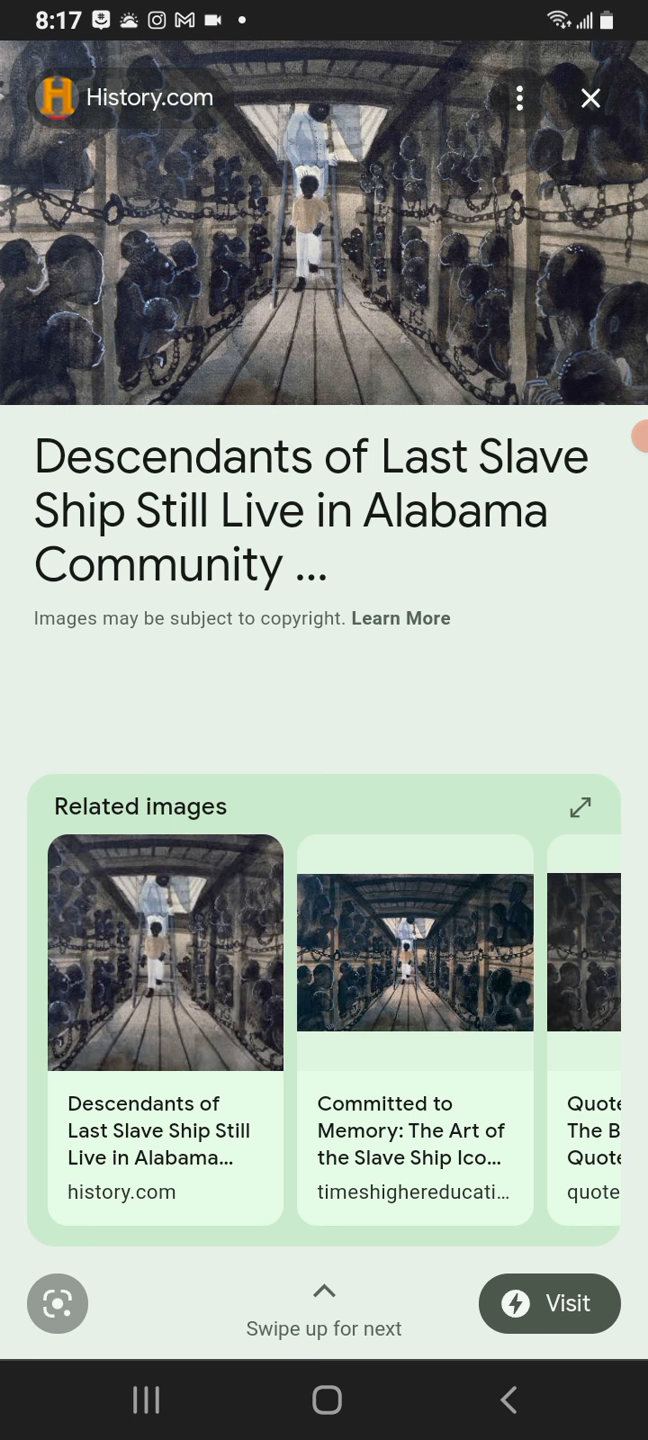 8:17
H History.com
Descendants of Last Slave
Ship Still Live in Alabama
Community ...
Images may be subject to copyright. Learn More
Related images
Descendants of
Last Slave Ship Still
Live in Alabama...
history.com
Committed to
Memory: The Art of
the Slave Ship Ico...
timeshighereducati...
Quote
The B
Quote
quote
Swipe up for next
Visit